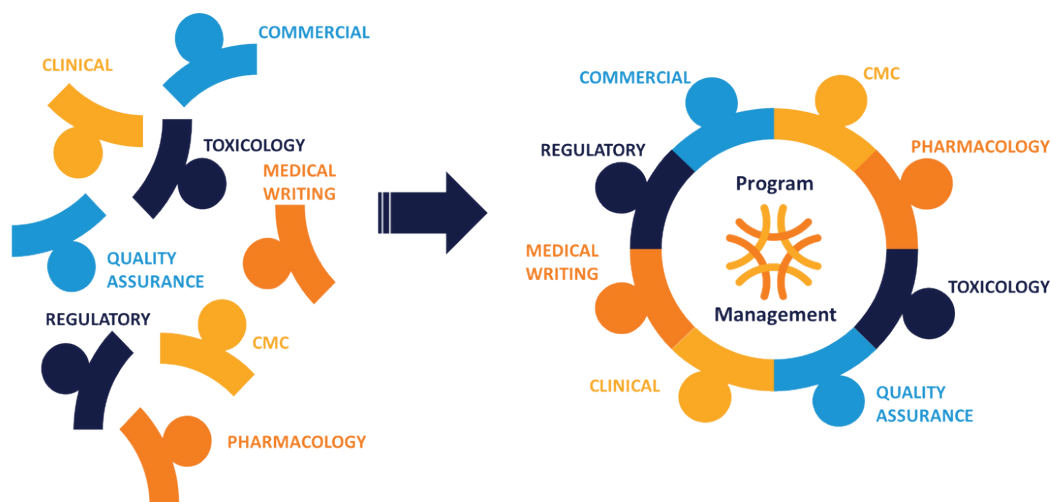 COMMERCIAL
CLINICAL
TOXICOLOGY
MEDICAL
WRITING
QUALITY
ASSURANCE
REGULATORY
CMC
PHARMACOLOGY
COMMERCIAL
CMC
REGULATORY
PHARMACOLOGY
Program
Management
MEDICAL
WRITING
TOXICOLOGY
CLINICAL
QUALITY
ASSURANCE